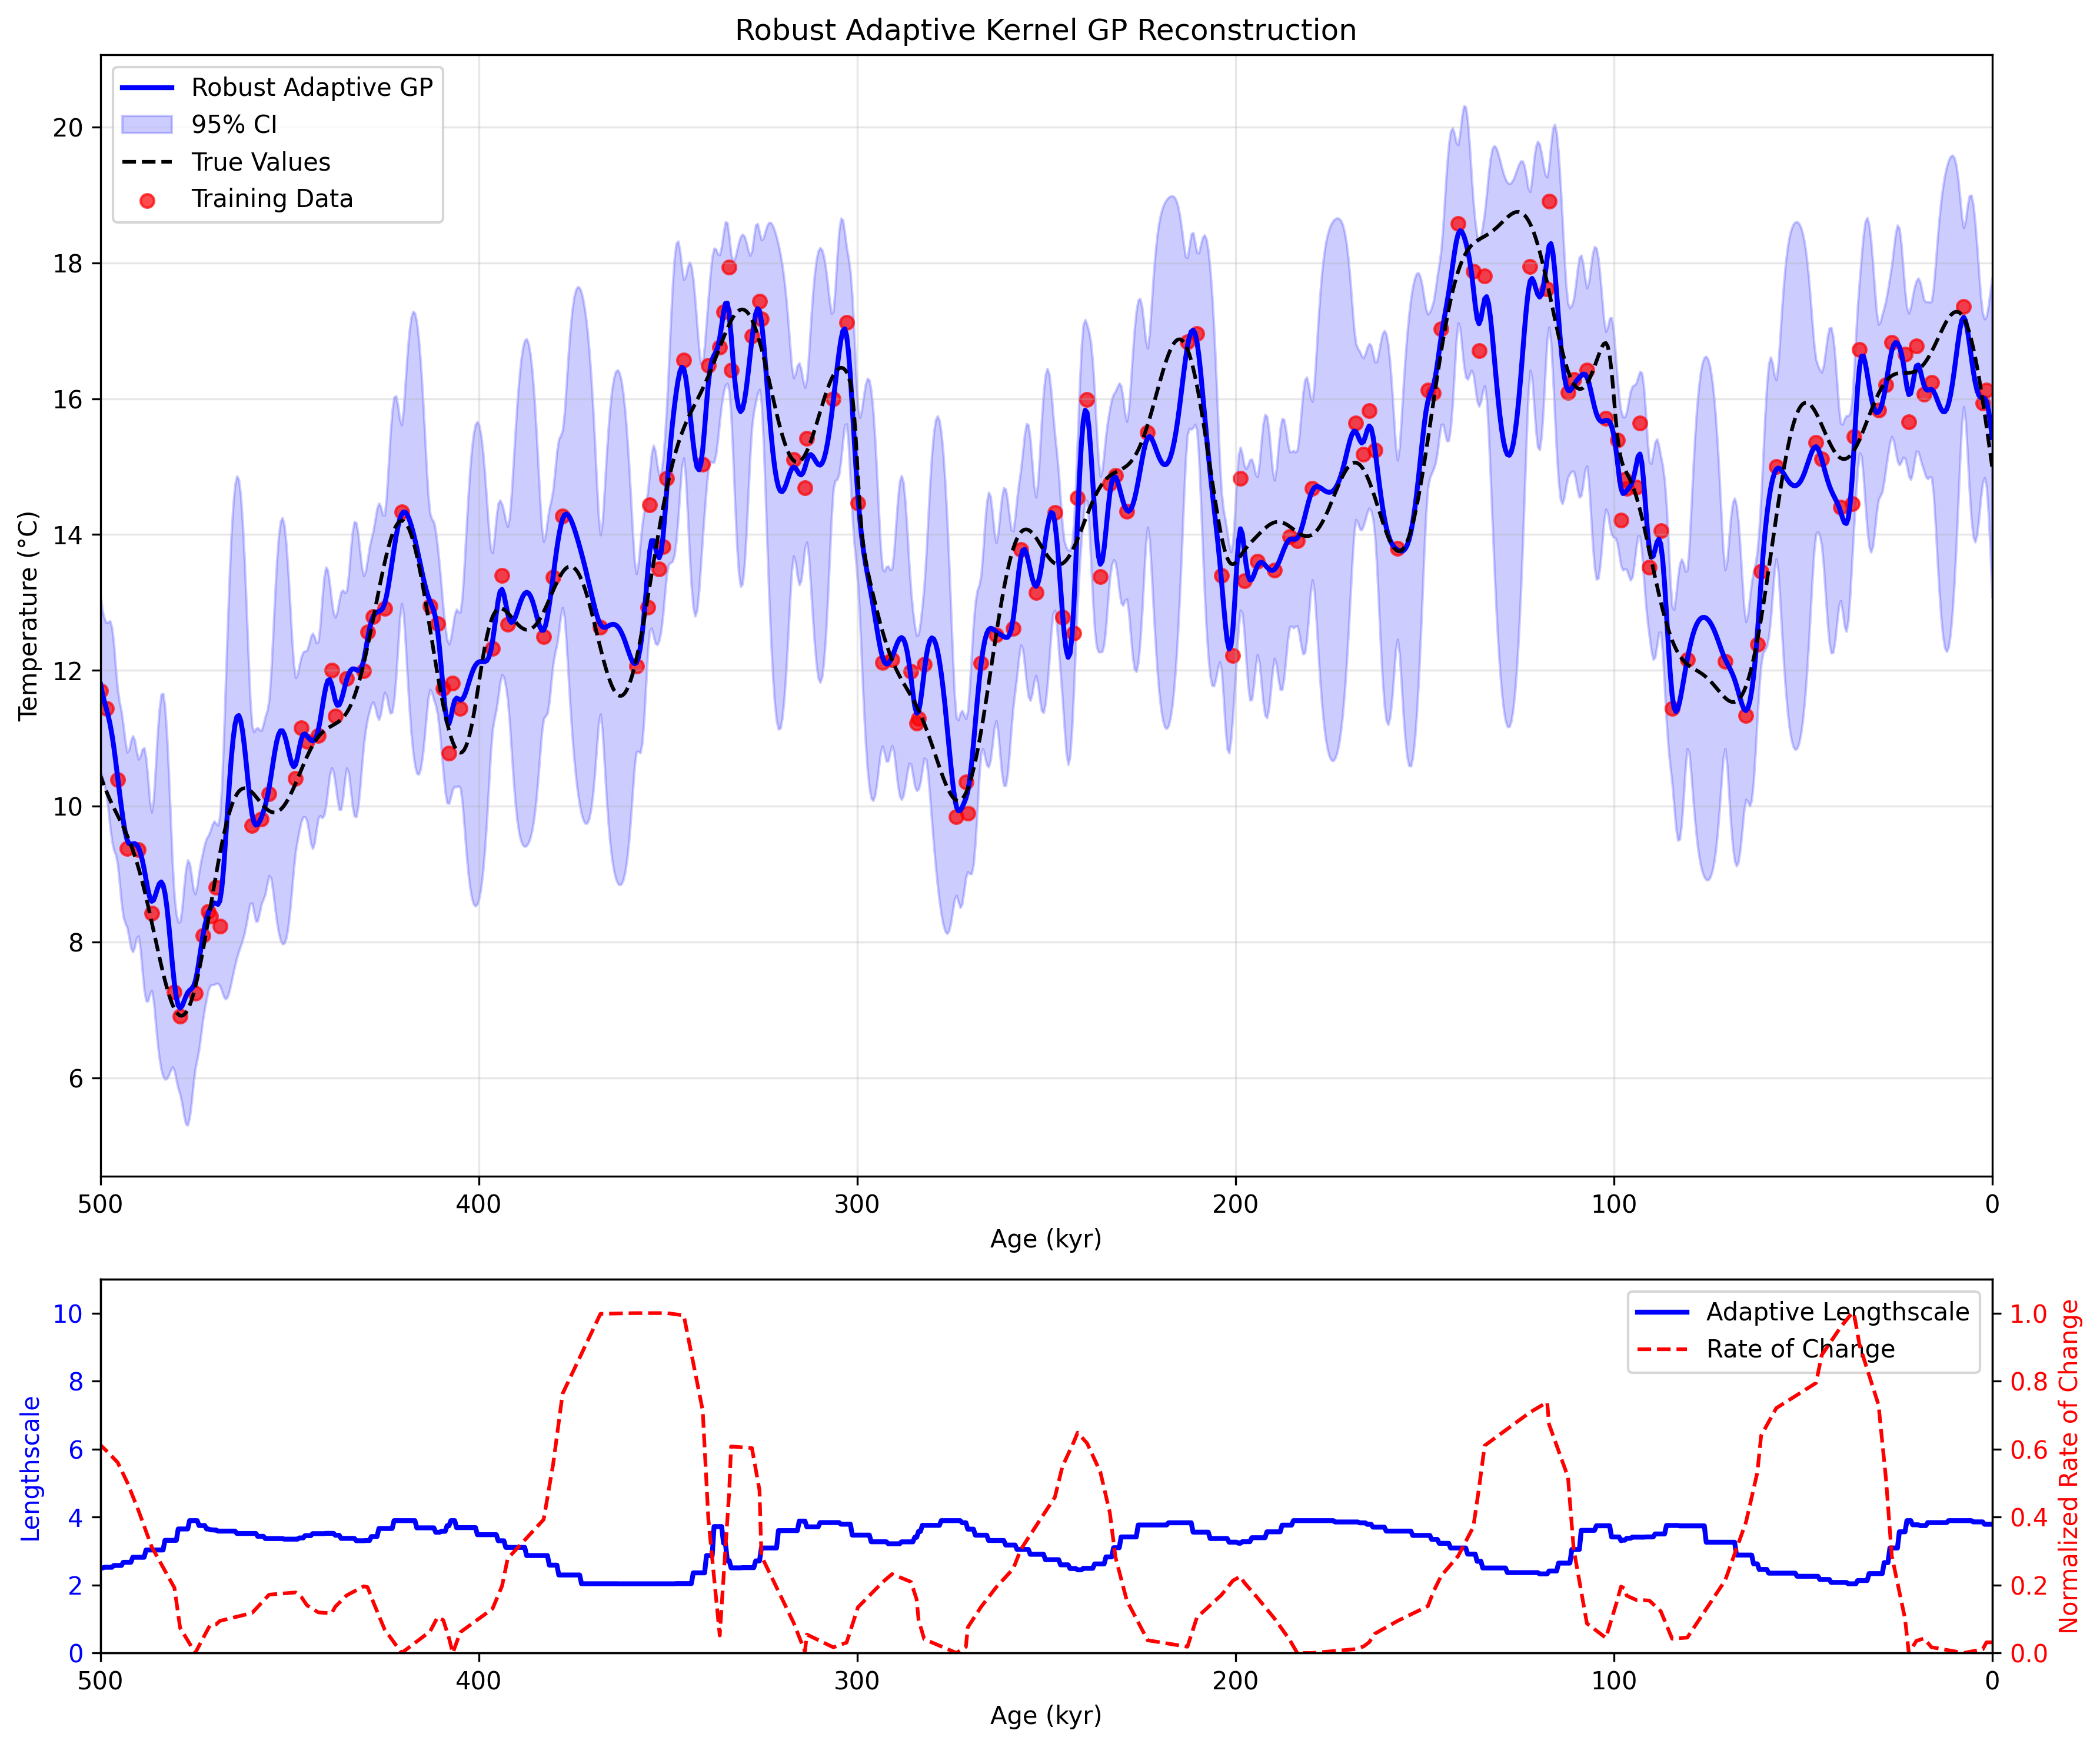 Robust Adaptive Kernel GP Reconstruction
Robust Adaptive GP
95% CI
True Values
Training Data
20
18
16
14
12
10
8
6
Temperature (°C)
500 400 300 200 100 0
Age (kyr)
Adaptive Lengthscale
Rate of Change
10
8
6
4
2
0
Lengthscale
1.0
0.8
0.6
0.4
0.2
0.0
Normalized Rate of Change
500 400 300 200 100 0
Age (kyr)